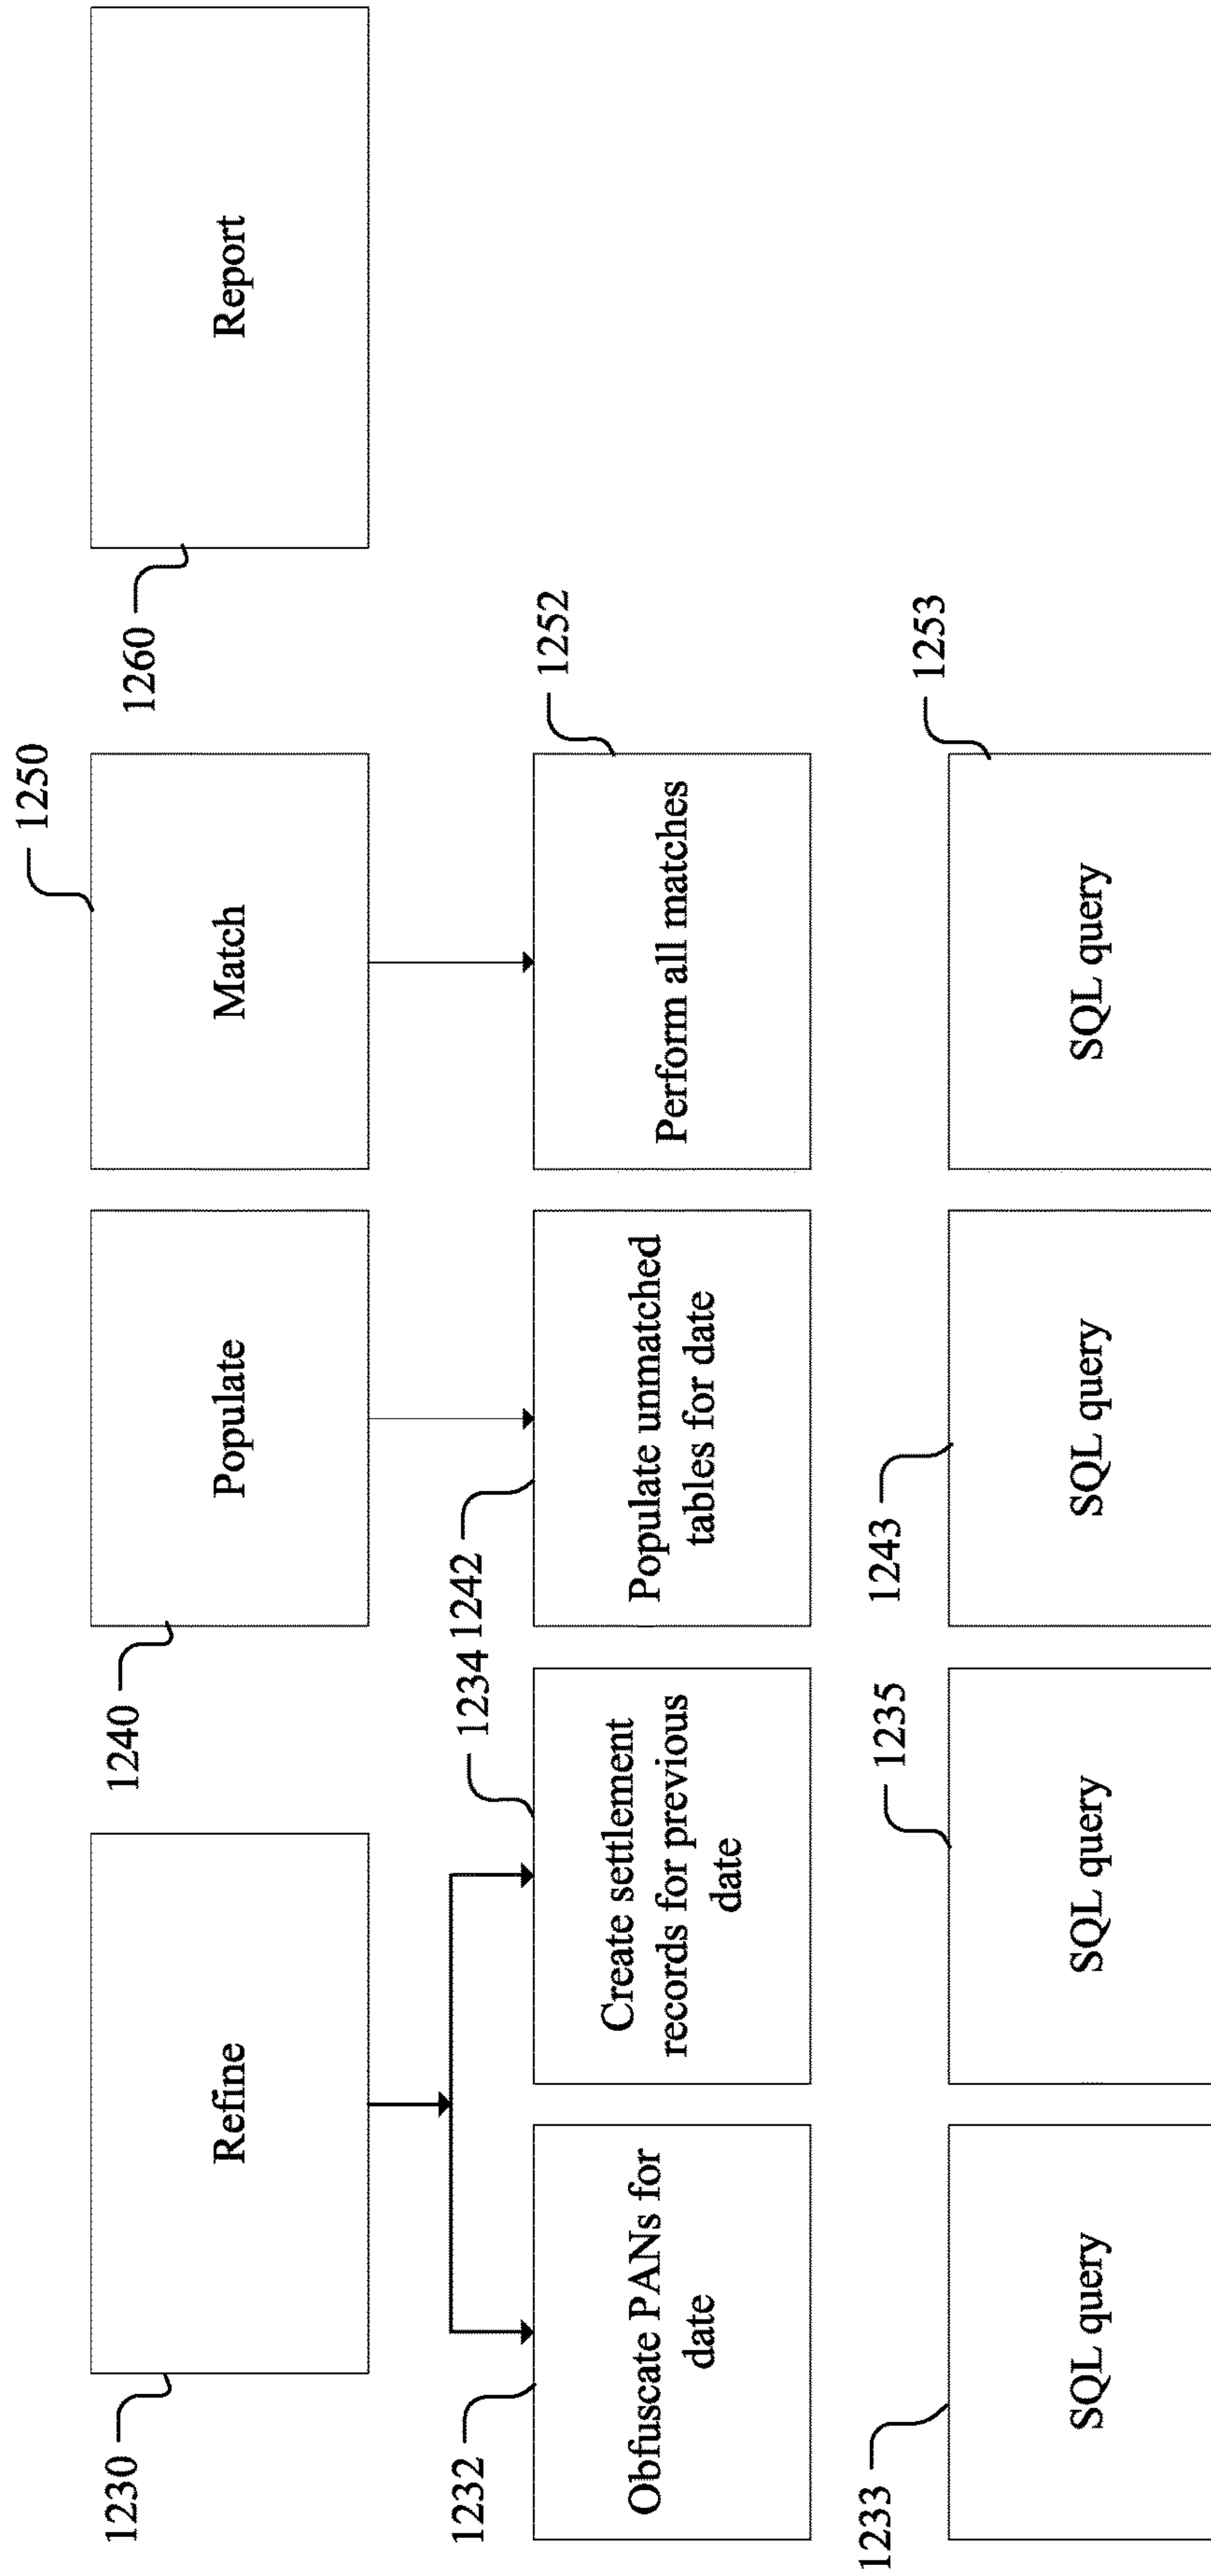 1230
Refine
1240
Populate
1250
Match
1260
Report
1232
Obfuscate PANs for
date
1234
Create settlement
records for previous
date
1242
Populate unmatched
tables for date
1252
Perform all matches
1233
SQL query
1235
SQL query
1243
SQL query
1253
SQL query